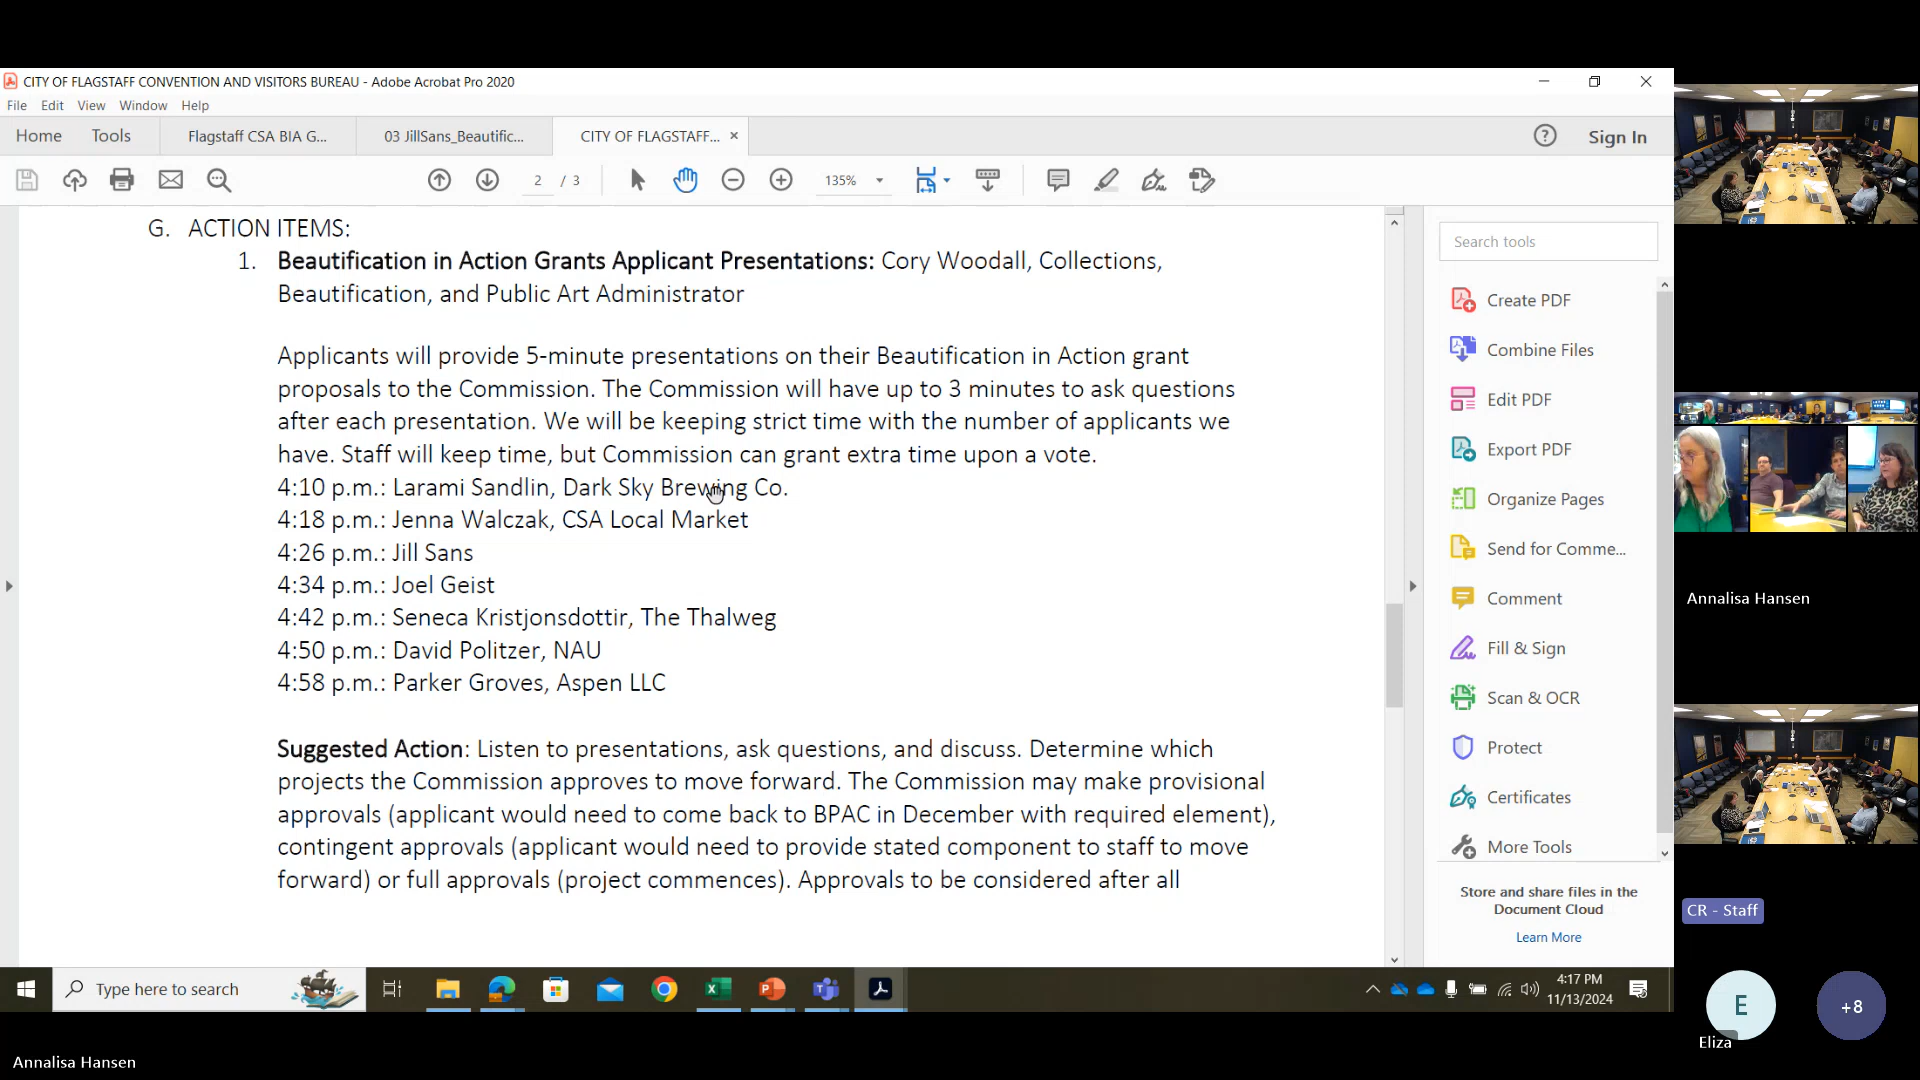 CITY OF FLAGSTAFF CONVENTION AND VISITORS BUREAU - Adobe Acrobat Pro 2020
File Edit View Window Help
Home Tools Flagstaff CSA BIA G... 03 JillSans_Beautific... CITY OF FLAGSTAFF... Sign In
2 / 3 135%
G. ACTION ITEMS:
1. Beautification in Action Grants Applicant Presentations: Cory Woodall, Collections,
Beautification, and Public Art Administrator
Applicants will provide 5-minute presentations on their Beautification in Action grant
proposals to the Commission. The Commission will have up to 3 minutes to ask questions
after each presentation. We will be keeping strict time with the number of applicants we
have. Staff will keep time, but Commission can grant extra time upon a vote.
4:10 p.m.: Larami Sandlin, Dark Sky Brewing Co.
4:18 p.m.: Jenna Walczak, CSA Local Market
4:26 p.m.: Jill Sans
4:34 p.m.: Joel Geist
4:42 p.m.: Seneca Kristjonsdottir, The Thalweg
4:50 p.m.: David Politzer, NAU
4:58 p.m.: Parker Groves, Aspen LLC
Suggested Action: Listen to presentations, ask questions, and discuss. Determine which
projects the Commission approves to move forward. The Commission may make provisional
approvals (applicant would need to come back to BPAC in December with required element),
contingent approvals (applicant would need to provide stated component to staff to move
forward) or full approvals (project commences). Approvals to be considered after all
Search tools
Create PDF
Combine Files
Edit PDF
Export PDF
Organize Pages
Send for Comme...
Comment
Fill & Sign
Scan & OCR
Protect
Certificates
More Tools
Store and share files in the
Document Cloud
Learn More
Type here to search
4:17 PM
11/13/2024
Annalisa Hansen
CR - Staff
E
+8
Eliza
Annalisa Hansen